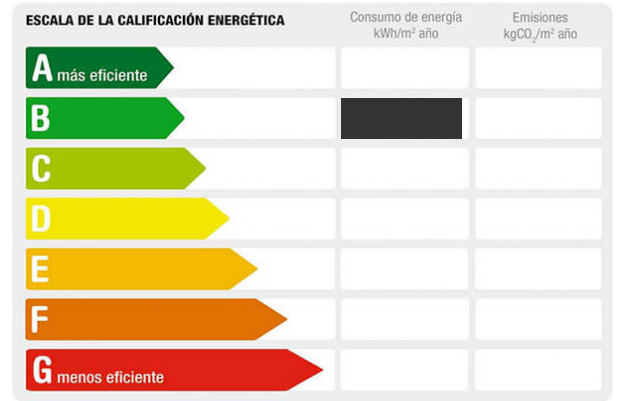 ESCALA DE LA CALIFICACIÓN ENERGÉTICA
Consumo de energía
kWh/m² año
Emisiones
kgCO₂/m² año
A más eficiente
B
C
D
E
F
G menos eficiente